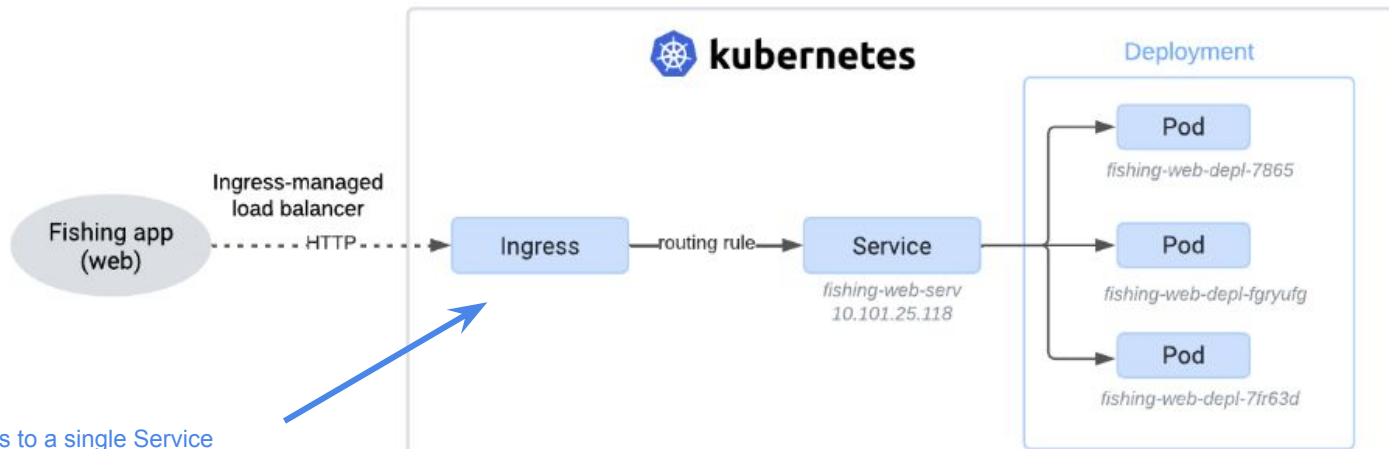 kubernetes
Deployment
Pod
fishing-web-depl-7865
Ingress-managed
load balancer
Fishing app
(web)
HTTP
Ingress
routing rule
Service
fishing-web-serv
10.101.25.118
Pod
fishing-web-depl-fgryufg
Pod
fishing-web-depl-7fr63d
s to a single Service